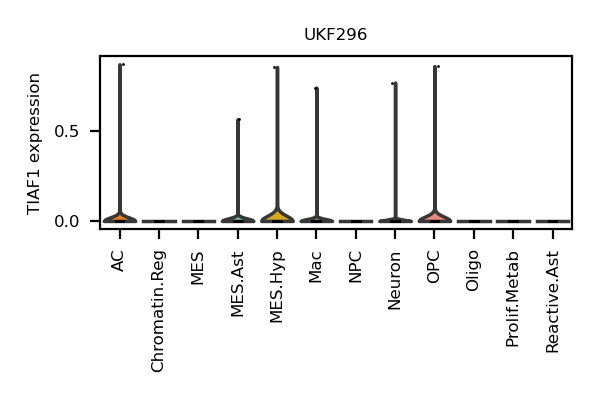 UKF296
TIAF1 expression
0.5
0.0
AC
Chromatin.Reg
MES
MES.Ast
MES.Hyp
Mac
NPC
Neuron
OPC
Oligo
Prolif.Metab
Reactive.Ast